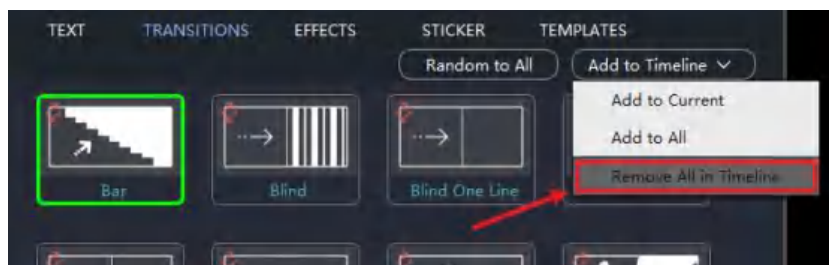 TEXT TRANSITIONS EFFECTS STICKER TEMPLATES
Random to All Add to Timeline
Add to Current
Add to All
Remove All in Timeline
Bar Blind Blind One Line